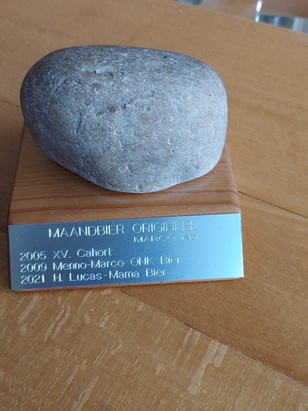 MAANDBIER ORIGINEEL
MARCO
2005 XV. Cahort
2009 Menno-Marco ONK Bier
2021 H. Lucas-Mama Bier